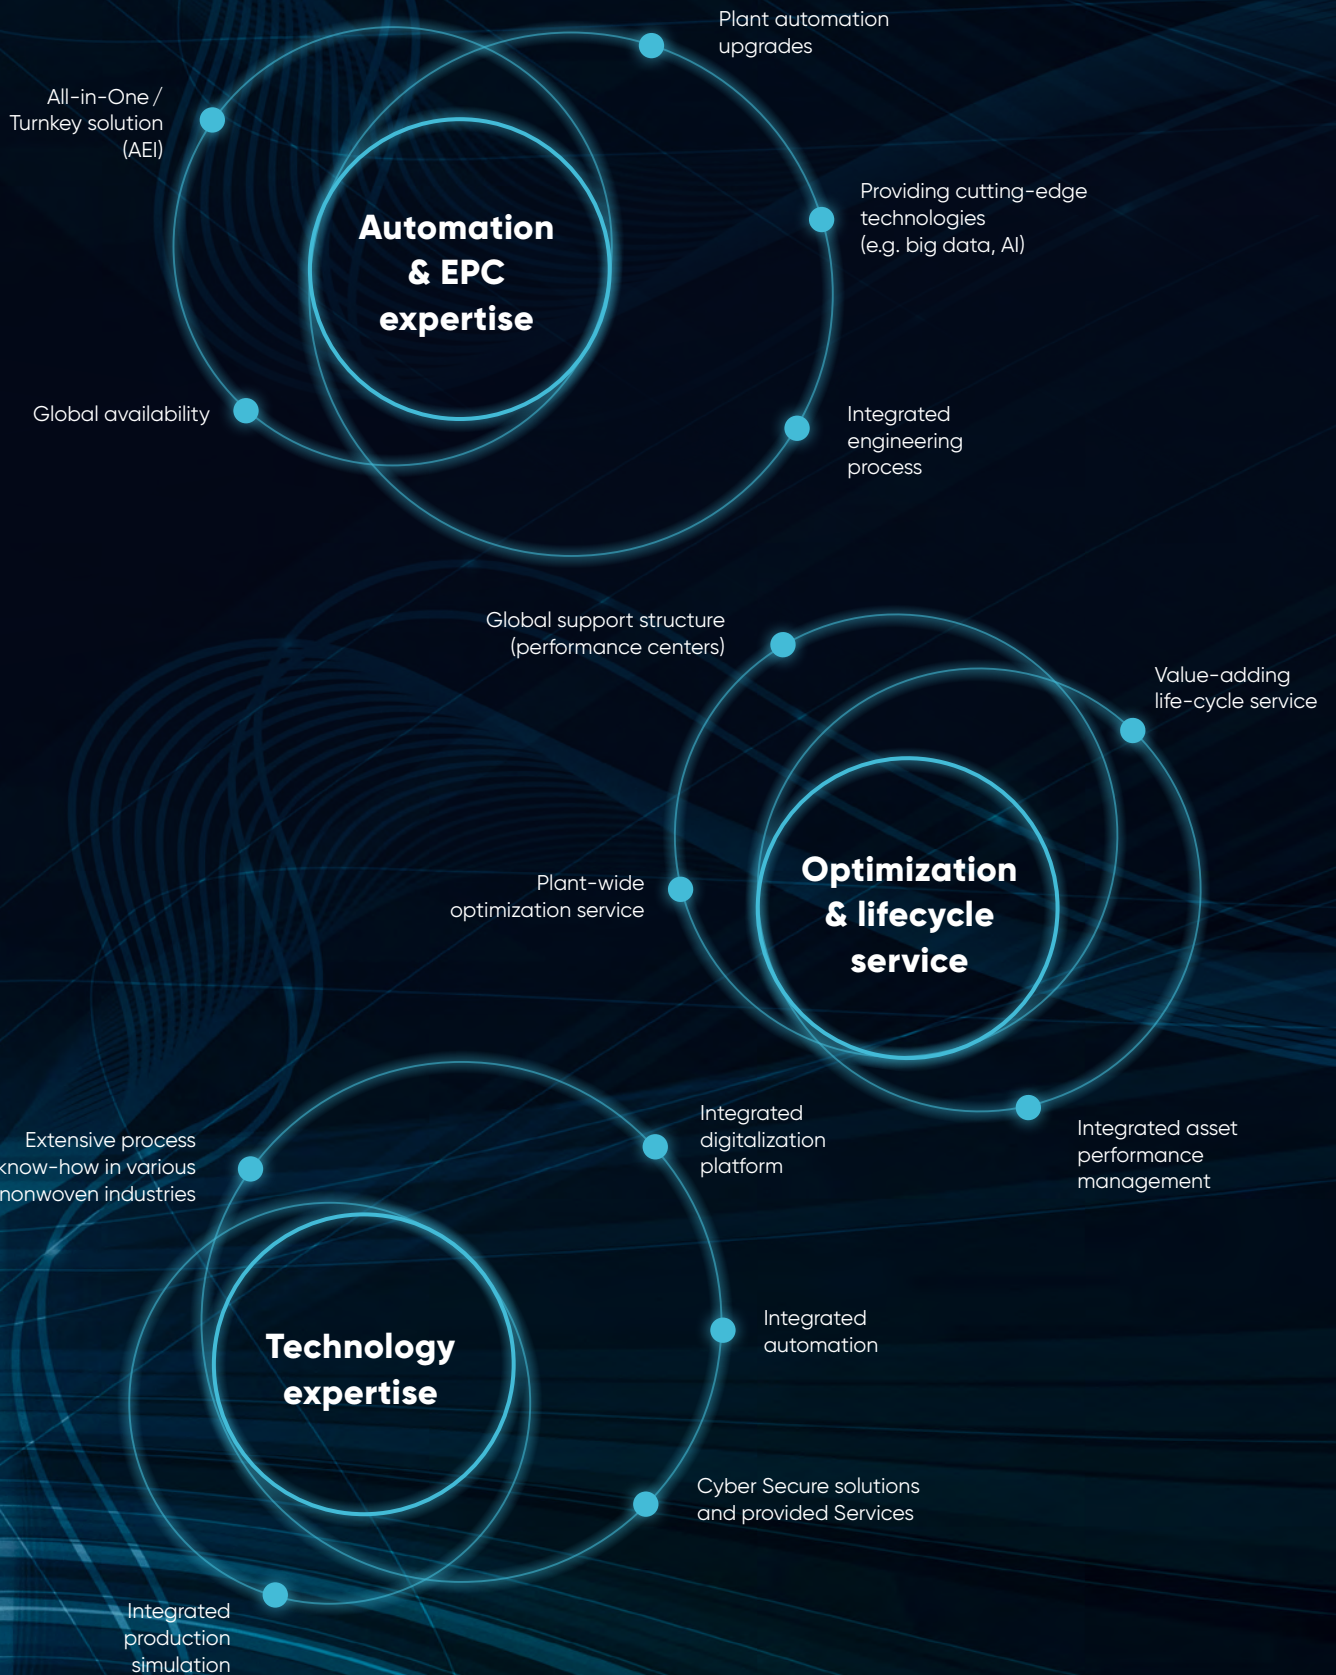 Plant automation
upgrades
All-in-One /
Turnkey solution
(AEI)
Providing cutting-edge
technologies
(e.g. big data, AI)
Automation
& EPC
expertise
Global availability
Integrated
engineering
process
Global support structure
(performance centers)
Value-adding
life-cycle service
Optimization
& lifecycle
service
Plant-wide
optimization service
Integrated asset
performance
management
Integrated
digitalization
platform
Extensive process
know-how in various
nonwoven industries
Technology
expertise
Integrated
automation
Cyber Secure solutions
and provided Services
Integrated
production
simulation